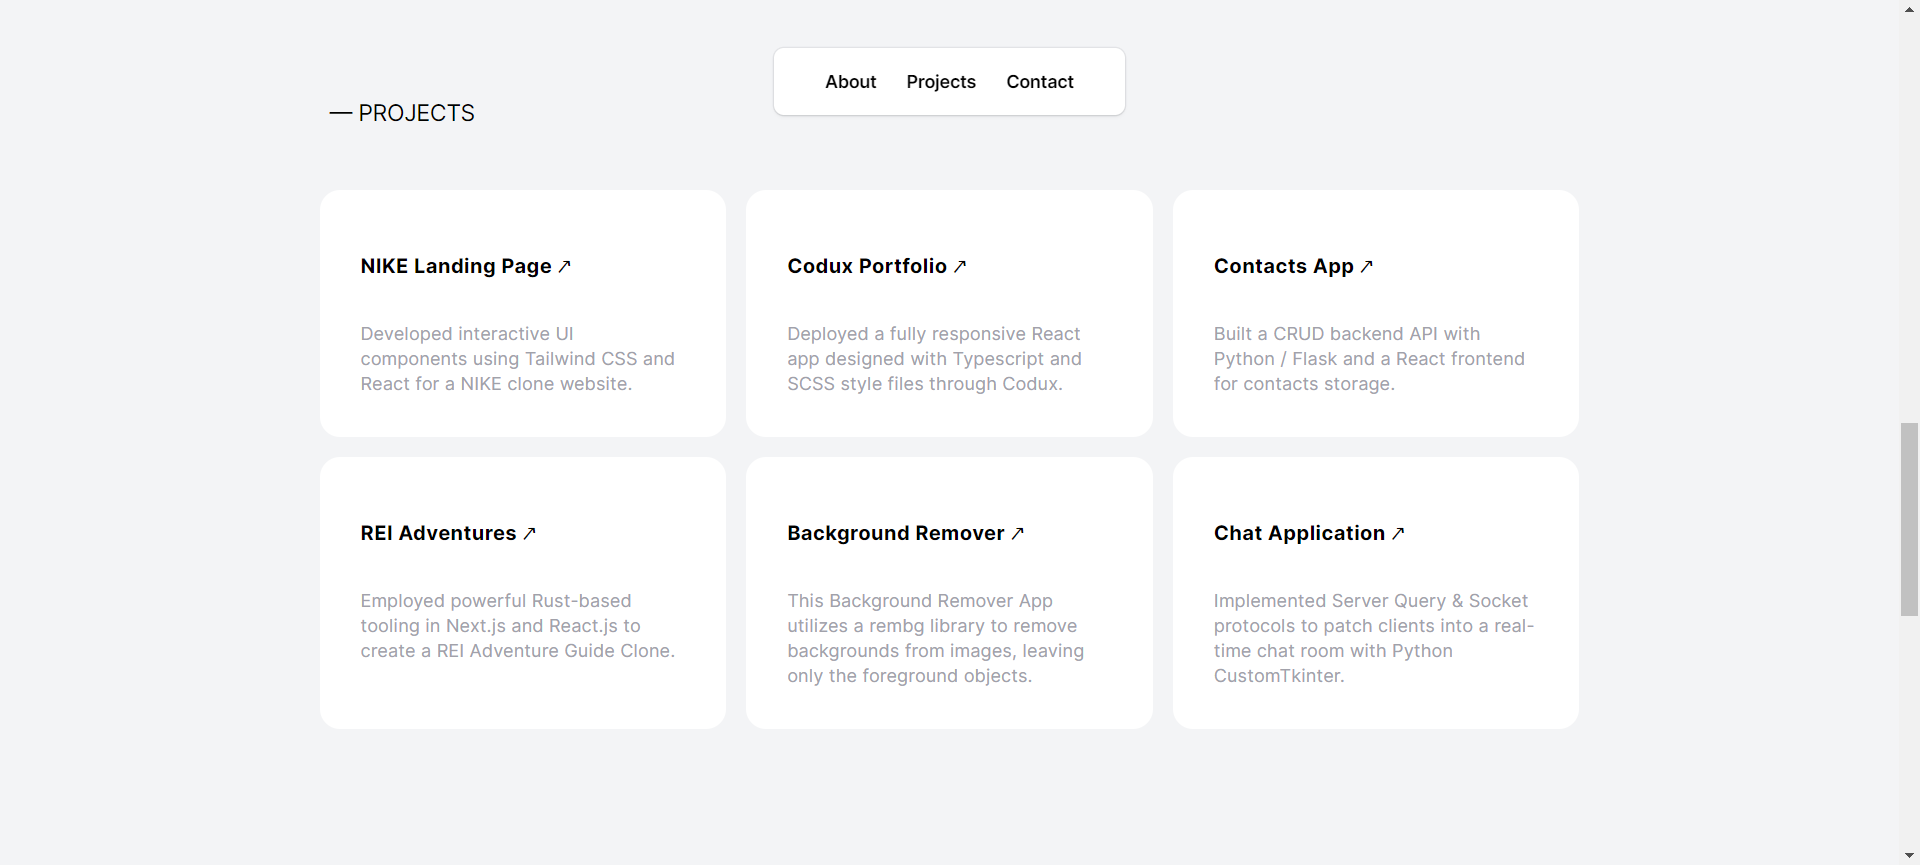 About Projects Contact
— PROJECTS
NIKE Landing Page ↗
Developed interactive UI
components using Tailwind CSS and
React for a NIKE clone website.
Codux Portfolio ↗
Deployed a fully responsive React
app designed with Typescript and
SCSS style files through Codux.
Contacts App ↗
Built a CRUD backend API with
Python / Flask and a React frontend
for contacts storage.
REI Adventures ↗
Employed powerful Rust-based
tooling in Next.js and React.js to
create a REI Adventure Guide Clone.
Background Remover ↗
This Background Remover App
utilizes a rembg library to remove
backgrounds from images, leaving
only the foreground objects.
Chat Application ↗
Implemented Server Query & Socket
protocols to patch clients into a real-
time chat room with Python
CustomTkinter.